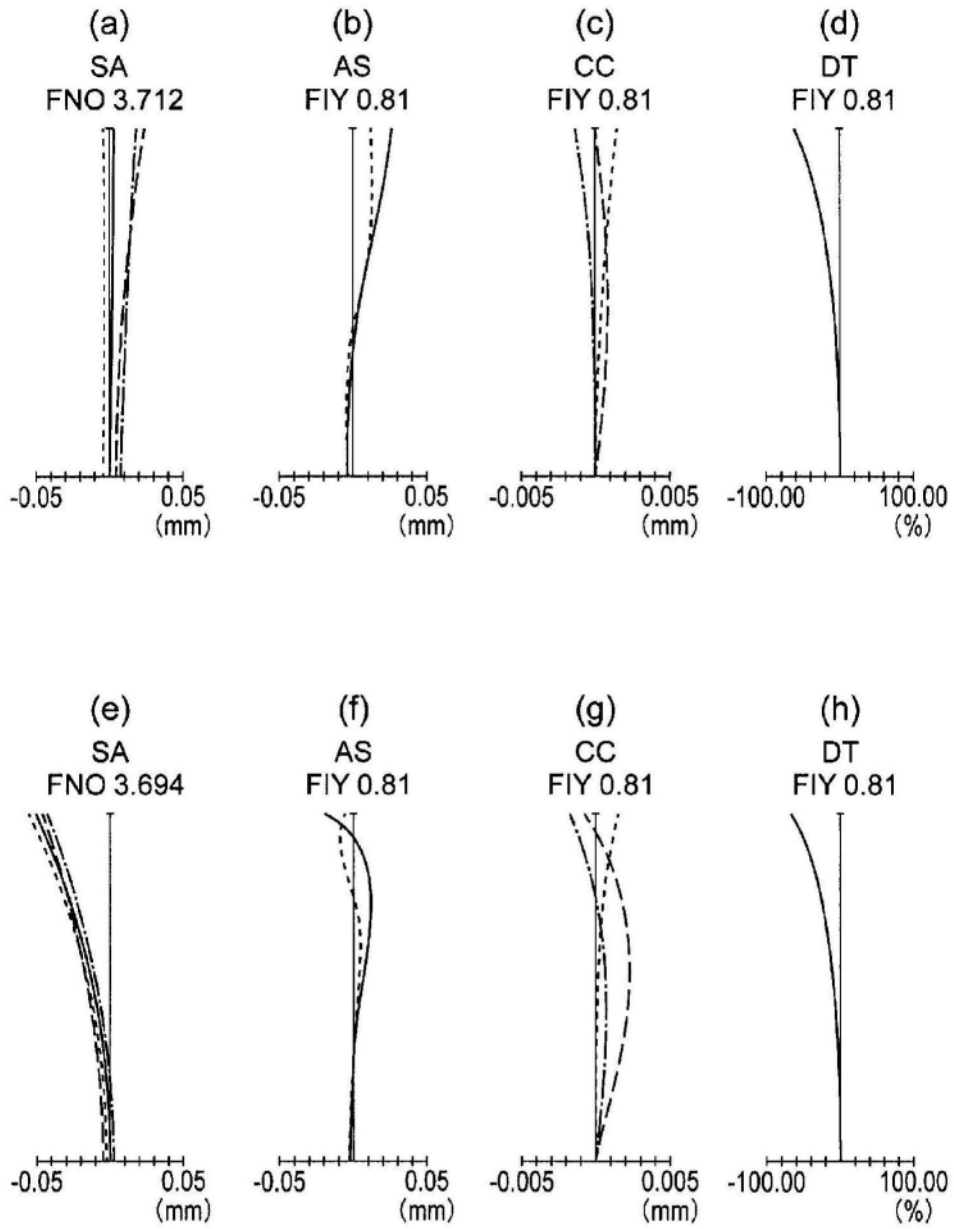 (a) (b) (c) (d)
SA AS CC DT
FNO 3.712 FIY 0.81 FIY 0.81 FIY 0.81
-0.05 0.05 -0.05 0.05 -0.005 0.005 -100.00 100.00
(mm) (mm) (mm) (%)
(e) (f) (g) (h)
SA AS CC DT
FNO 3.694 FIY 0.81 FIY 0.81 FIY 0.81
-0.05 0.05 -0.05 0.05 -0.005 0.005 -100.00 100.00
(mm) (mm) (mm) (%)